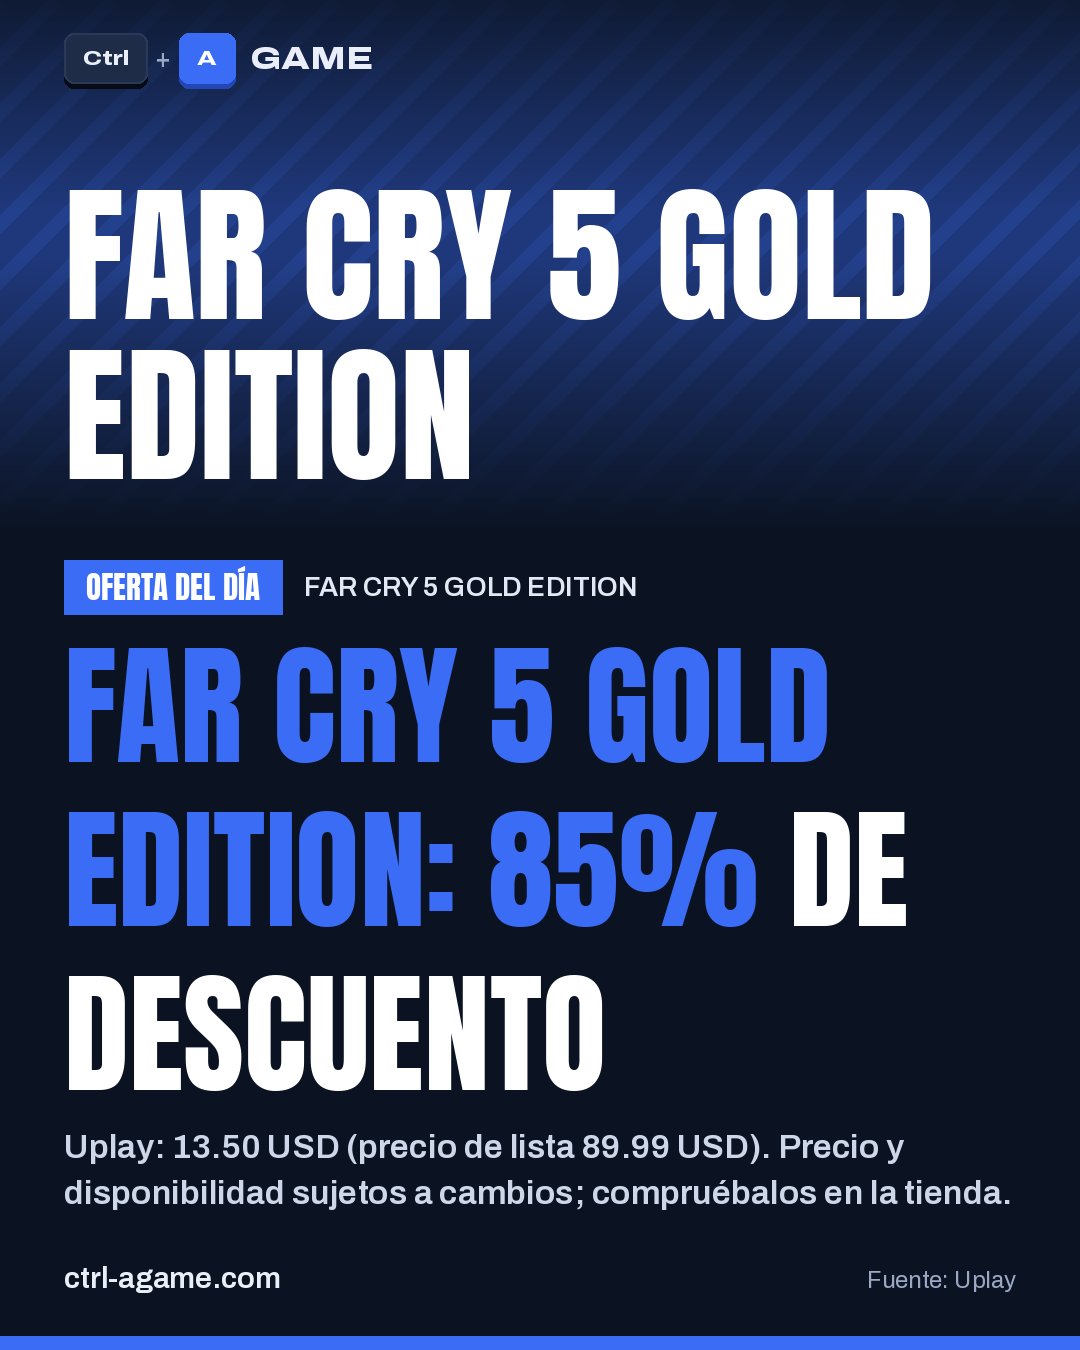 Ctrl + A GAME
FAR CRY 5 GOLD
EDITION
OFERTA DEL DÍA FAR CRY 5 GOLD EDITION
FAR CRY 5 GOLD
EDITION: 85% DE
DESCUENTO
Uplay: 13.50 USD (precio de lista 89.99 USD). Precio y
disponibilidad sujetos a cambios; compruébalos en la tienda.
ctrl-agame.com
Fuente: Uplay